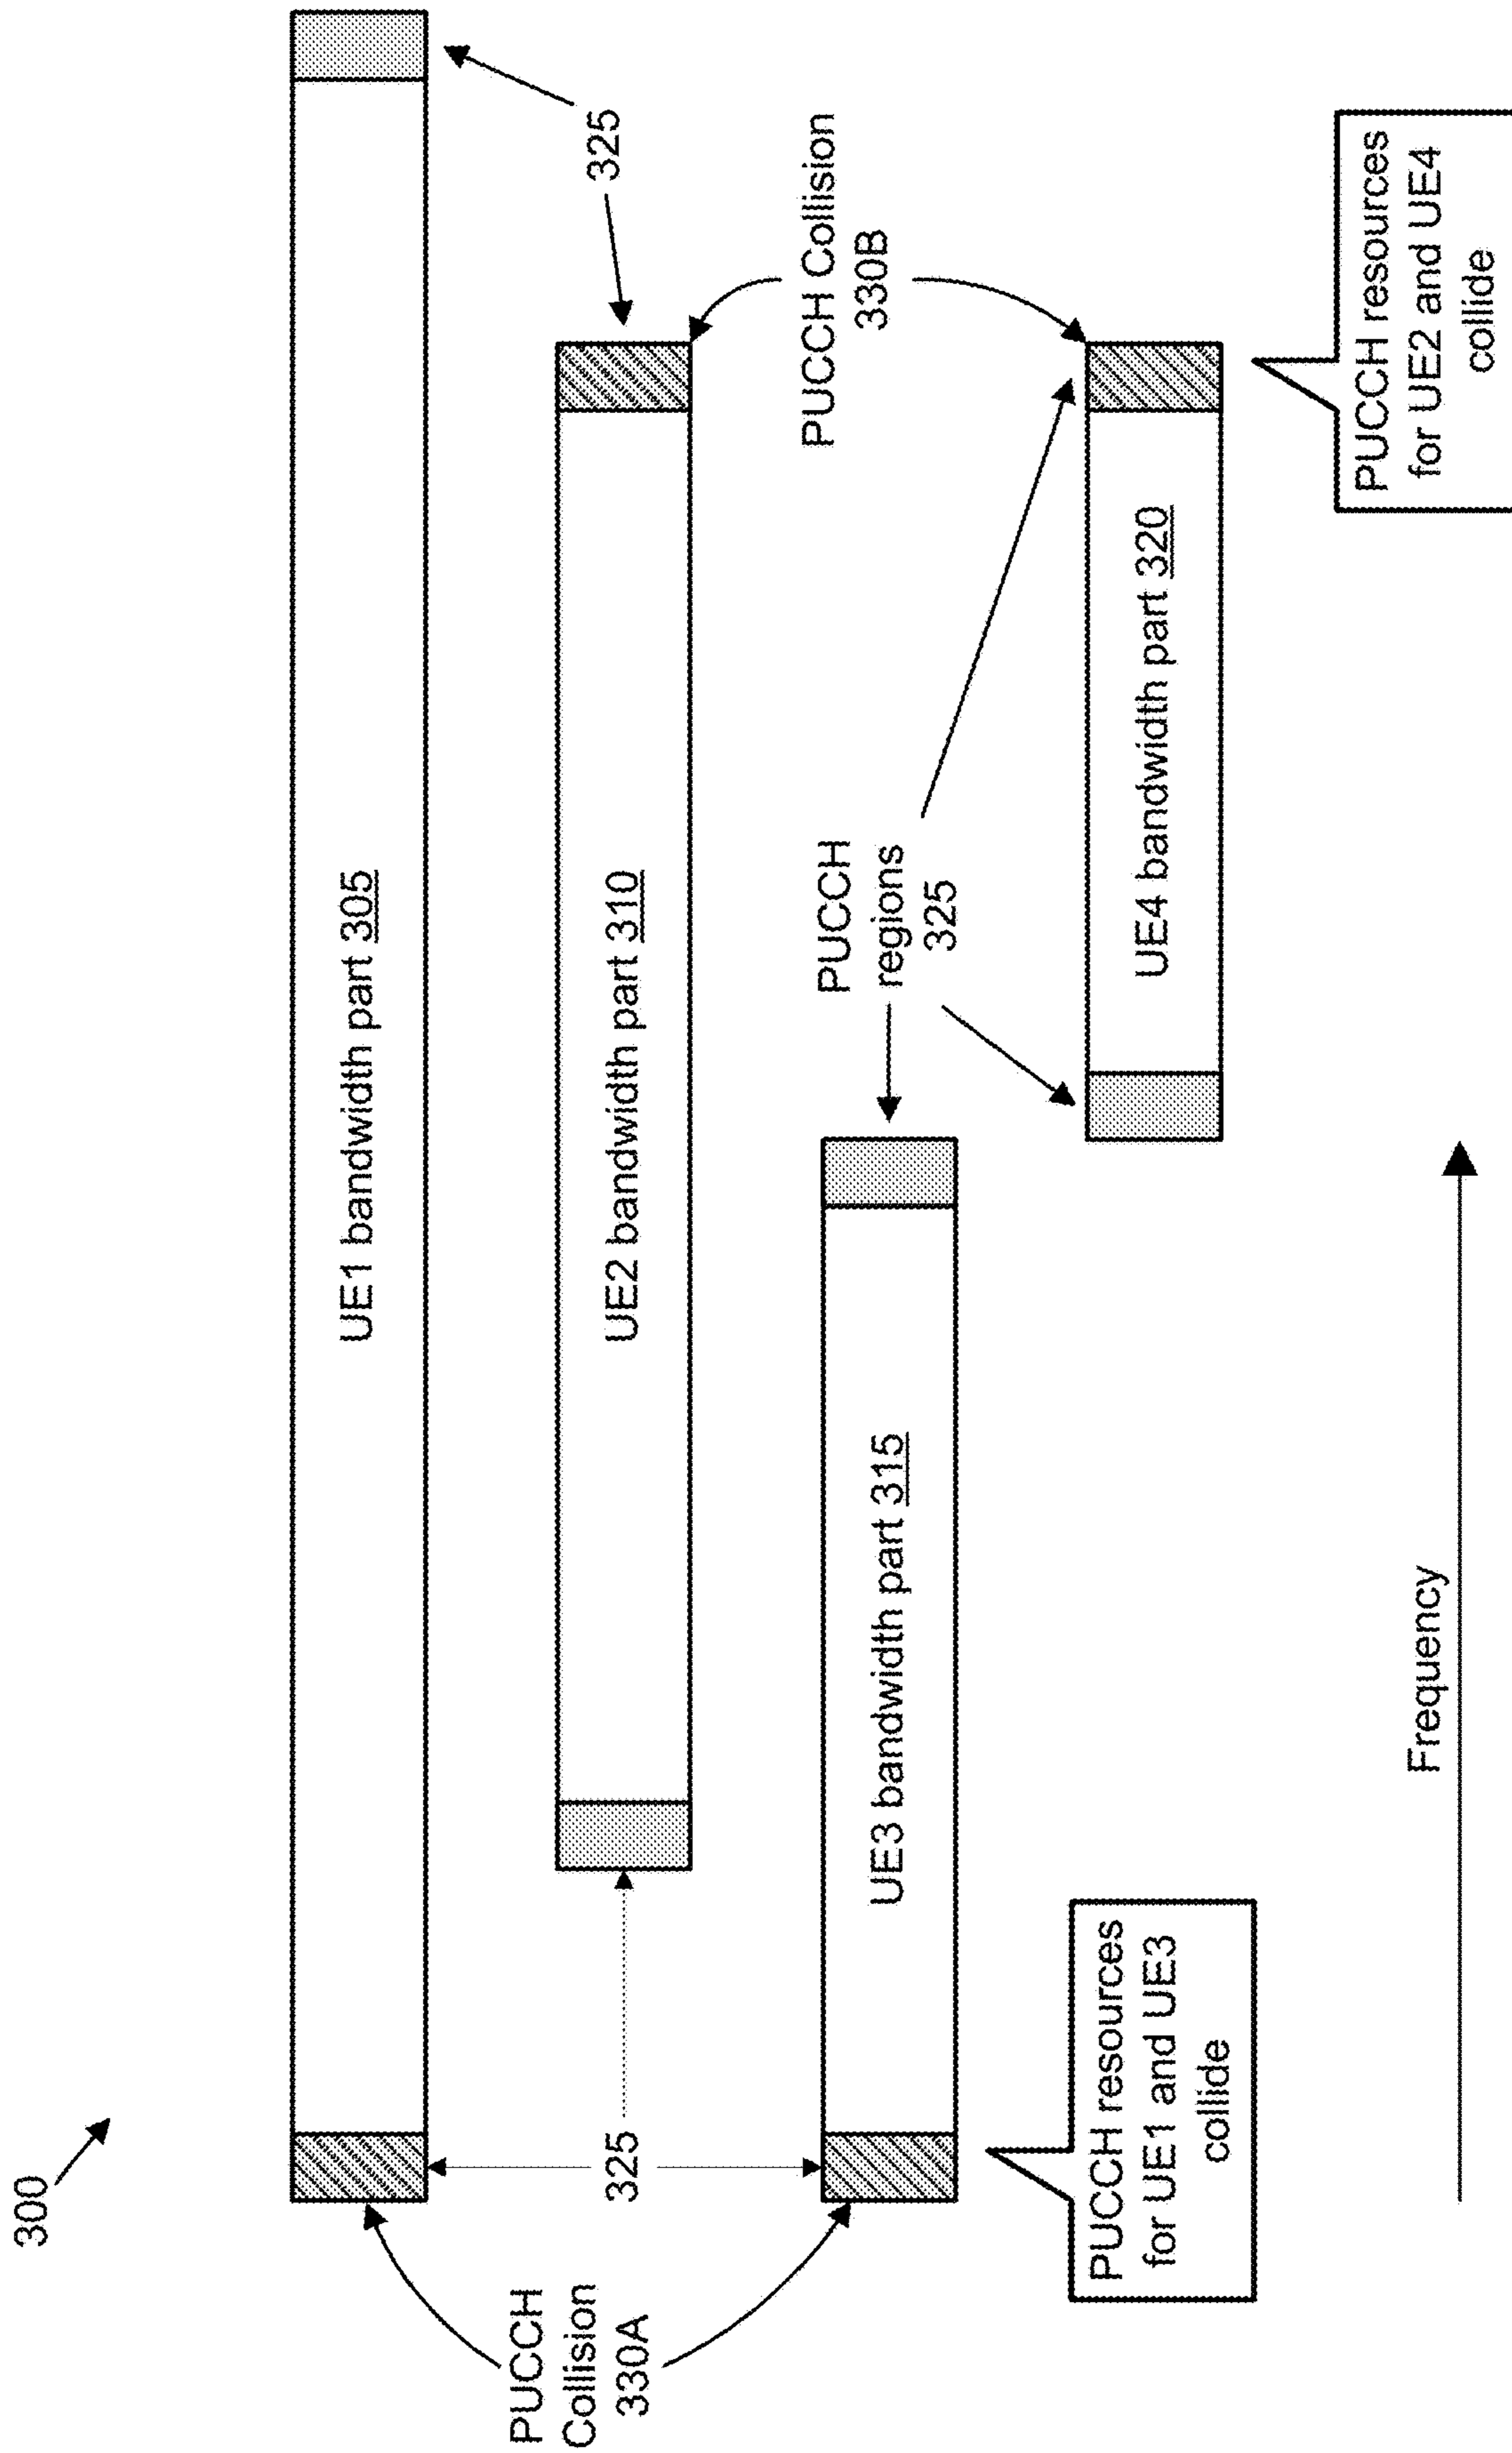 300
UE1 bandwidth part 305
325
UE2 bandwidth part 310
325
PUCCH
Collision
330A
PUCCH Collision
330B
PUCCH
regions
325
UE3 bandwidth part 315
UE4 bandwidth part 320
PUCCH resources
for UE1 and UE3
collide
PUCCH resources
for UE2 and UE4
collide
Frequency